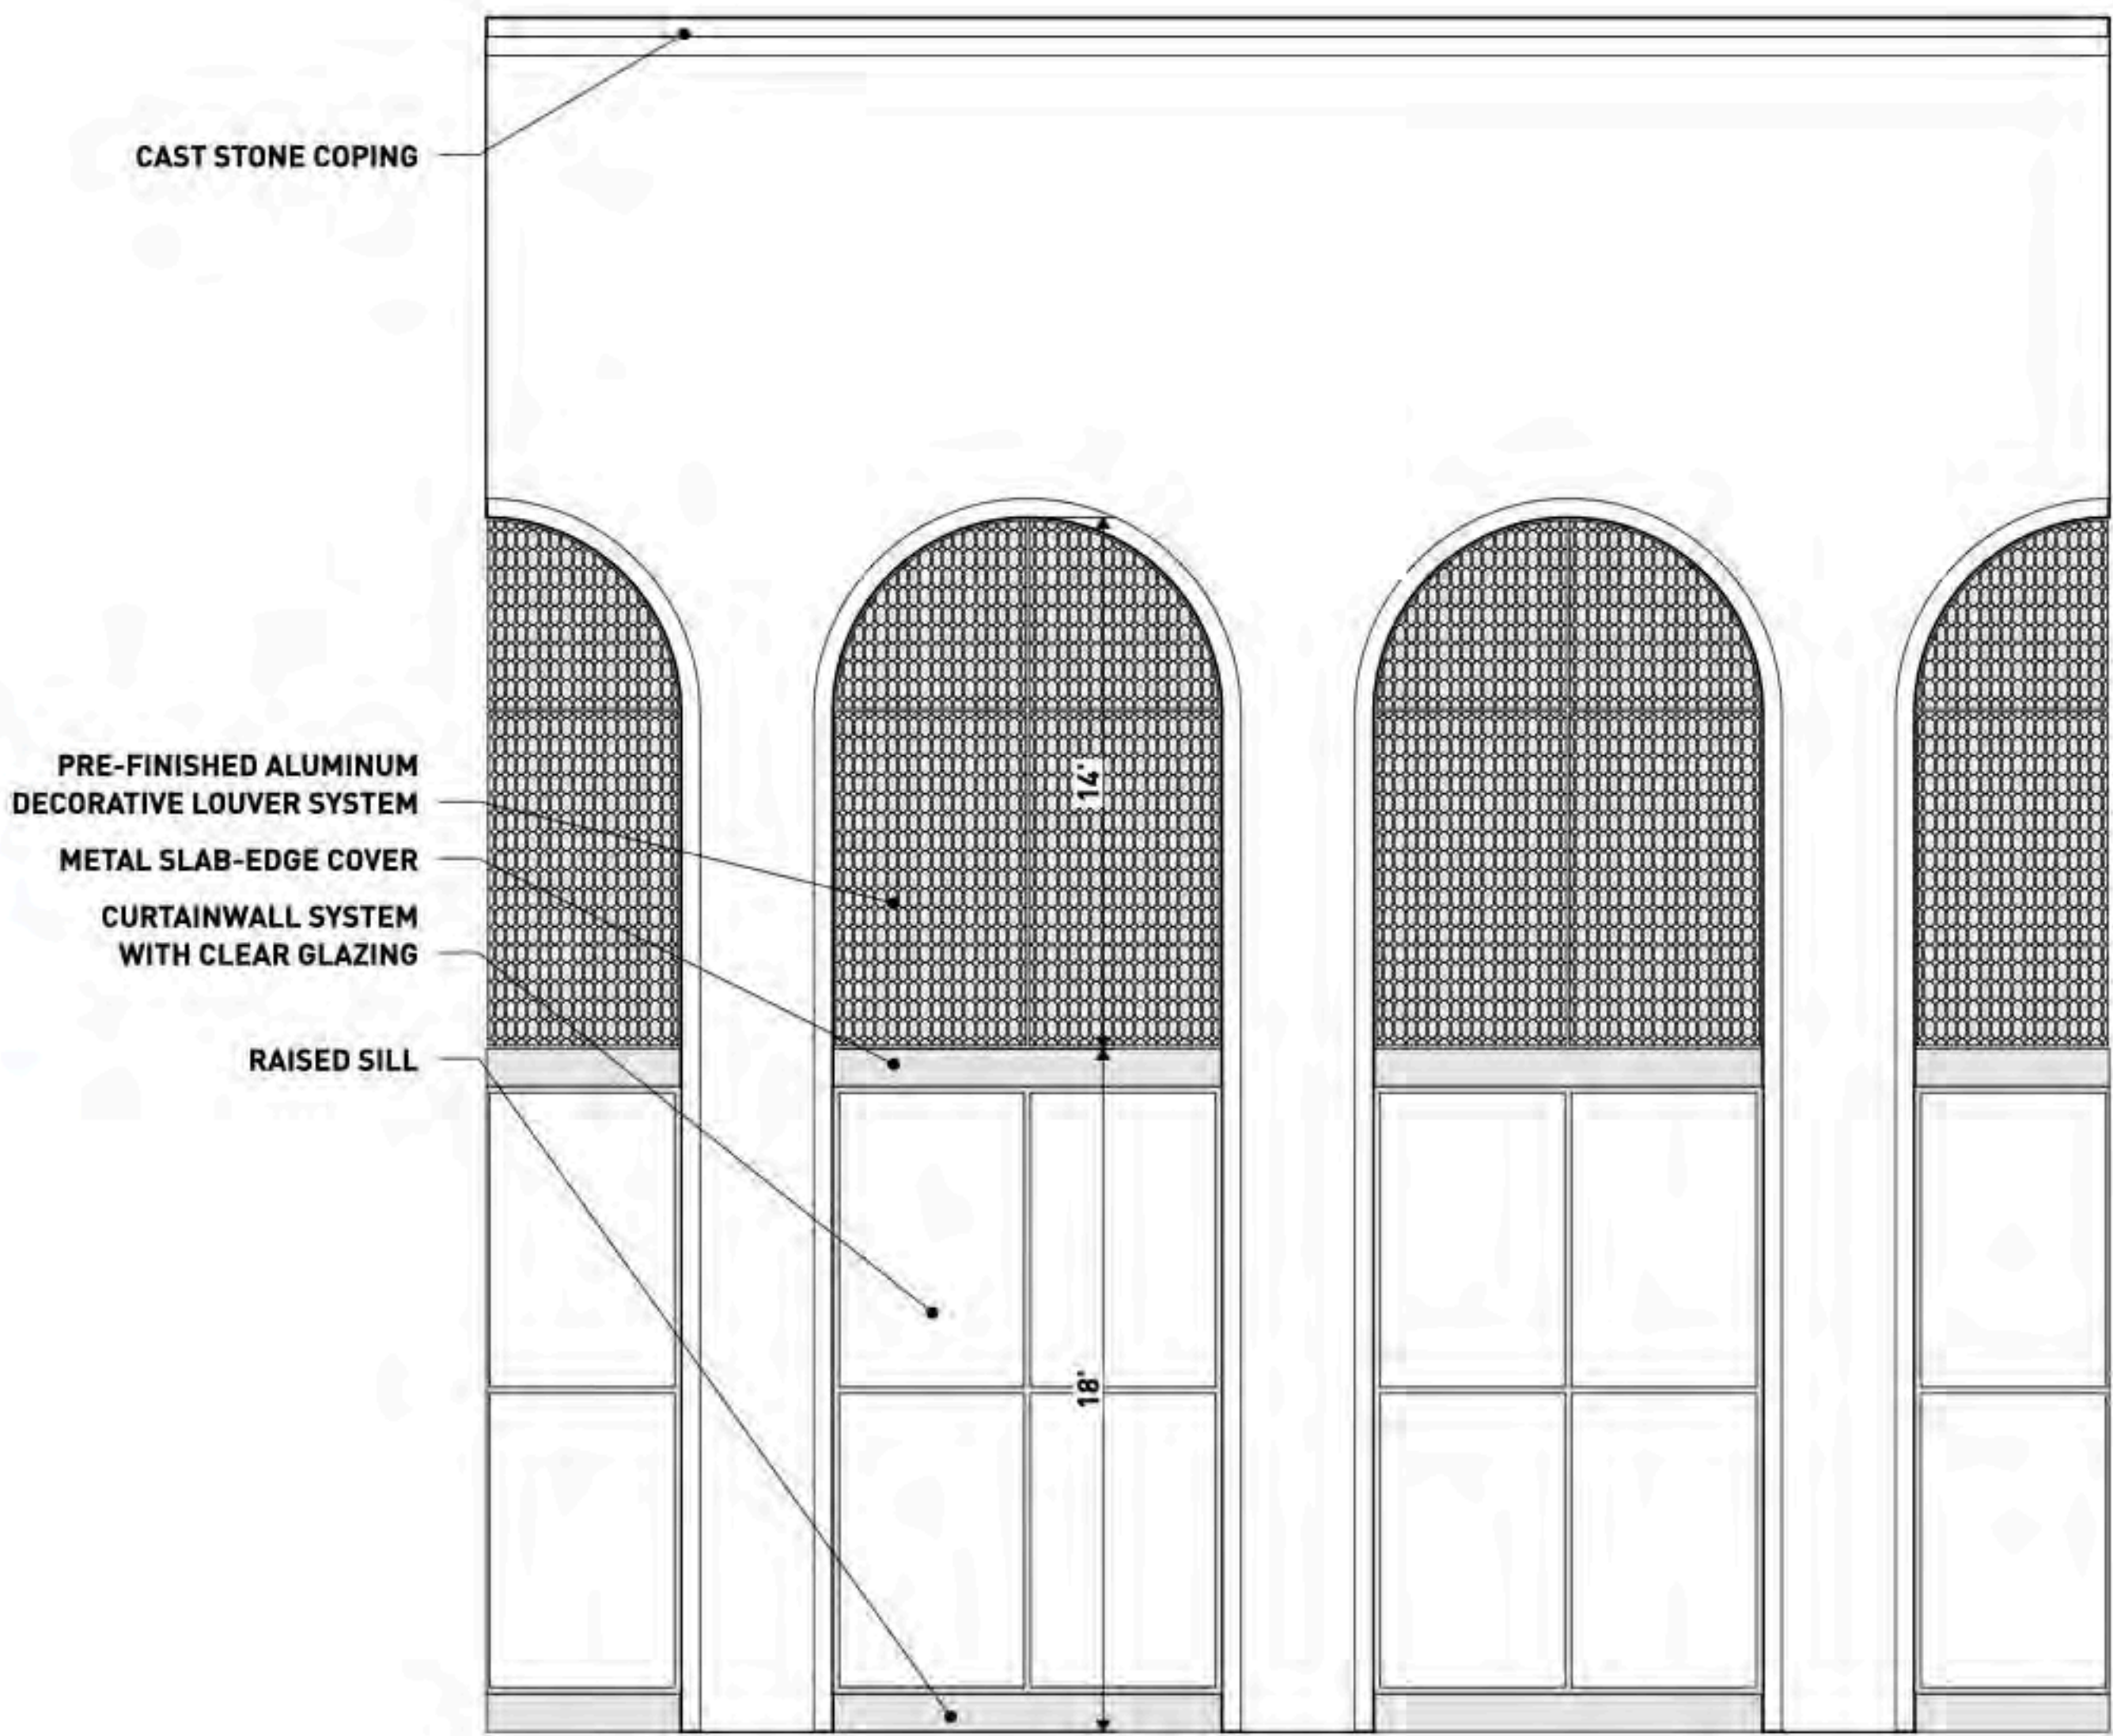 CAST STONE COPING
PRE-FINISHED ALUMINUM
DECORATIVE LOUVER SYSTEM
METAL SLAB-EDGE COVER
CURTAINWALL SYSTEM
WITH CLEAR GLAZING
RAISED SILL
14'
18'